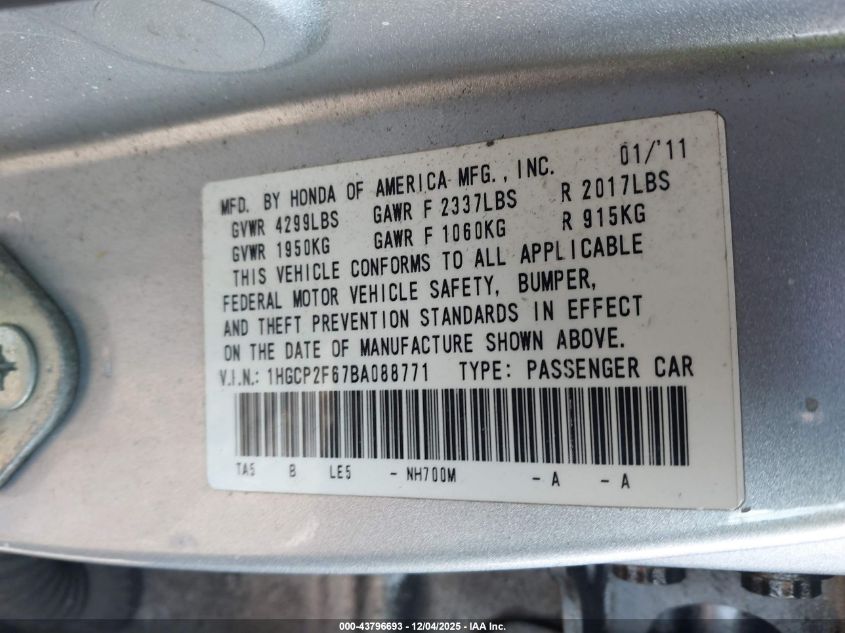 MFD. BY HONDA OF AMERICA MFG., INC. 01/'11
GVWR 4299LBS GAWR F 2337LBS R 2017LBS
GVWR 1950KG GAWR F 1060KG R 915KG
THIS VEHICLE CONFORMS TO ALL APPLICABLE
FEDERAL MOTOR VEHICLE SAFETY, BUMPER,
AND THEFT PREVENTION STANDARDS IN EFFECT
ON THE DATE OF MANUFACTURE SHOWN ABOVE.
V.I.N.: 1HGCP2F67BA088771 TYPE: PASSENGER CAR
TA5 B LE5 - NH700M - A - A
000-43796693 - 12/04/2025 - IAA Inc.